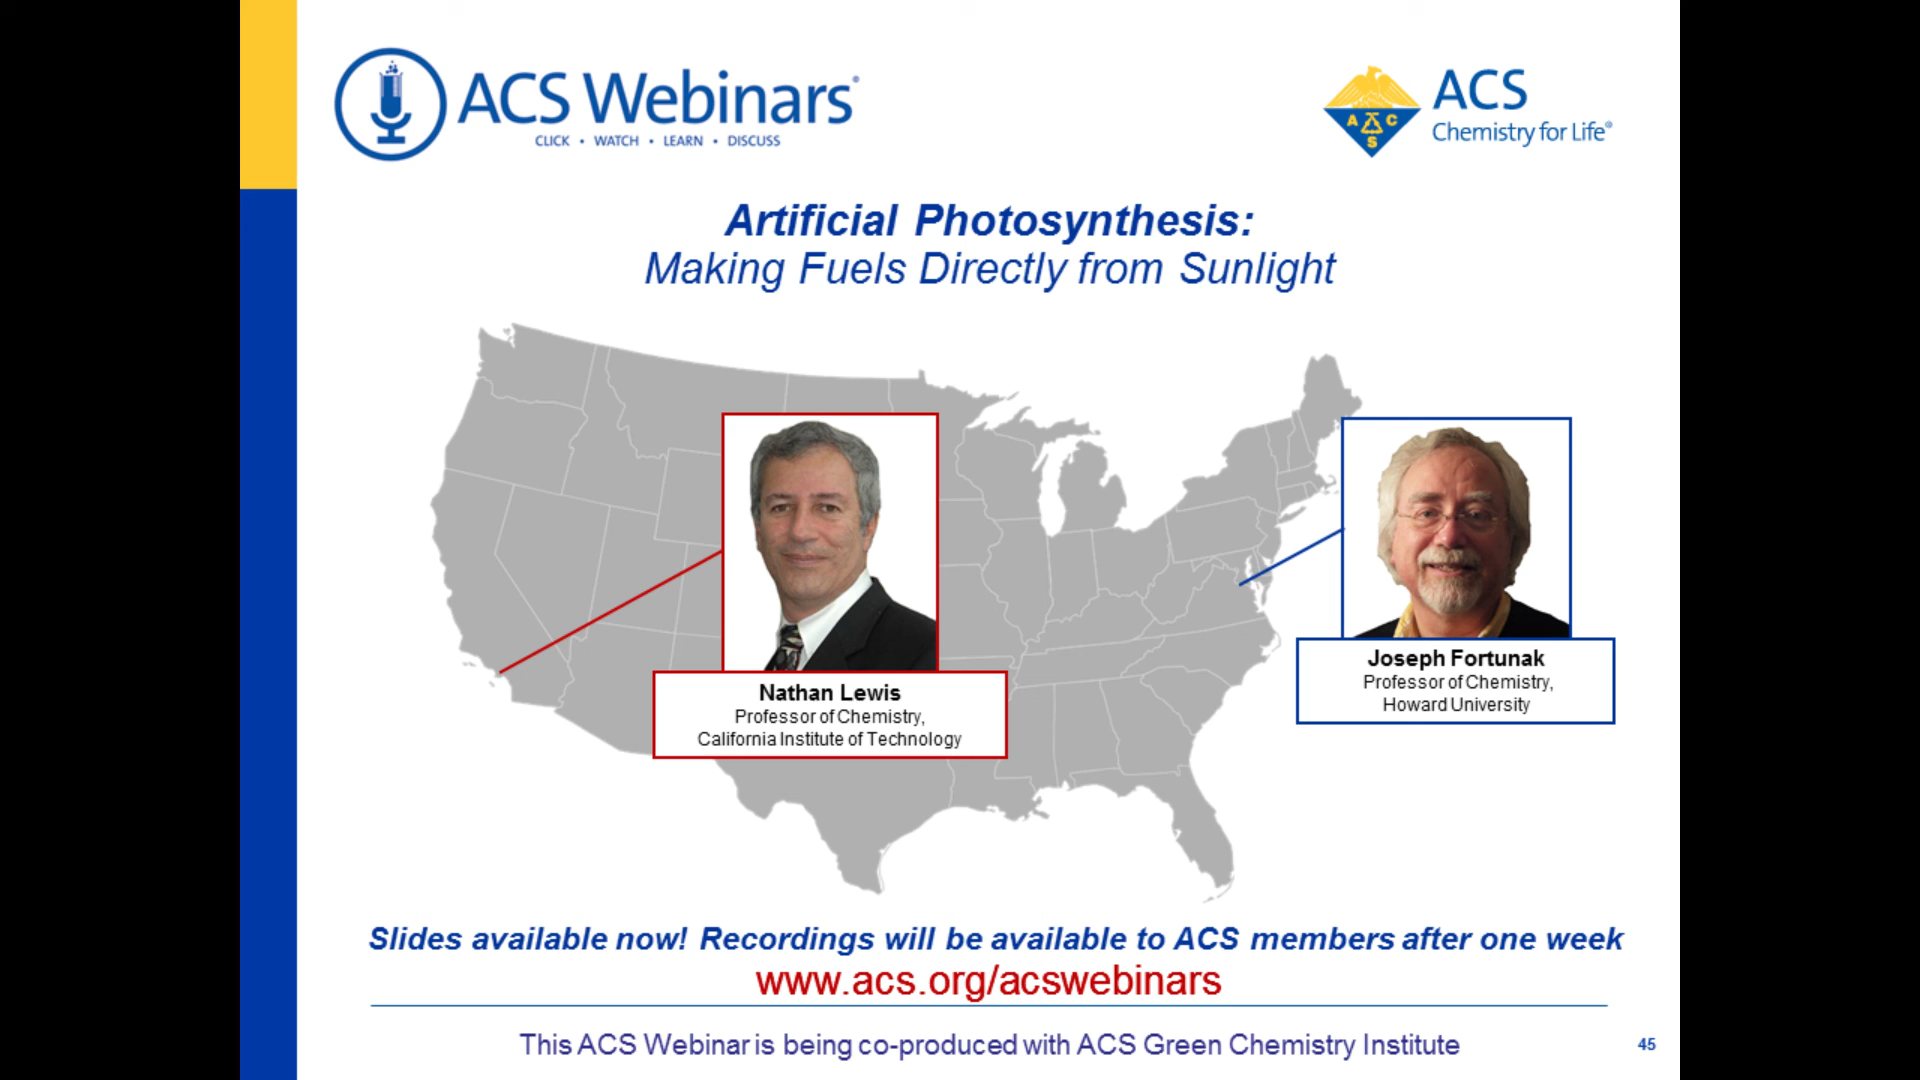 ACS Webinars®
CLICK • WATCH • LEARN • DISCUSS
ACS
Chemistry for Life®
A C S
Artificial Photosynthesis:
Making Fuels Directly from Sunlight
Nathan Lewis
Professor of Chemistry,
California Institute of Technology
Joseph Fortunak
Professor of Chemistry,
Howard University
Slides available now! Recordings will be available to ACS members after one week
www.acs.org/acswebinars
This ACS Webinar is being co-produced with ACS Green Chemistry Institute
45